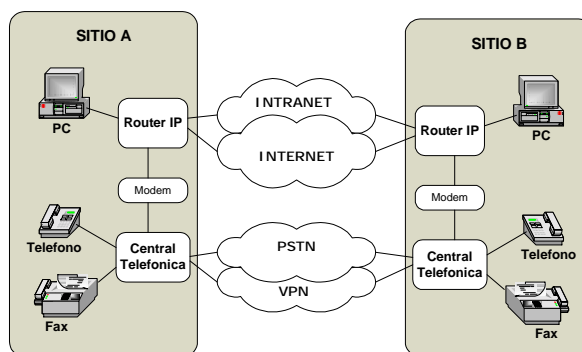 SITIO A
PC
Router IP
Modem
Telefono
Central
Telefonica
Fax
INTRANET
INTERNET
PSTN
VPN
SITIO B
Router IP
PC
Modem
Central
Telefonica
Telefono
Fax